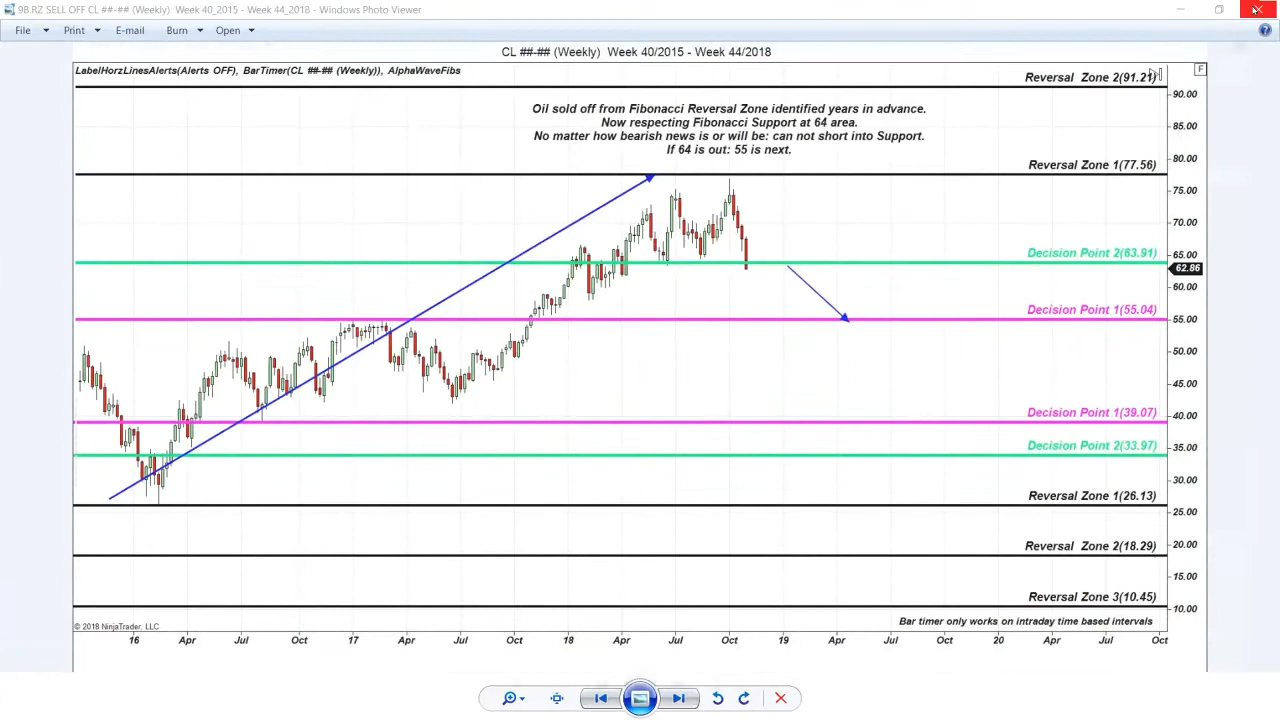 98.RZ SELL OFF CL ##-## (Weekly)  Week 40_2015 - Week 44_2018 - Windows Photo Viewer
File Print E-mail Burn Open
CL ##-## (Weekly)  Week 40/2015 - Week 44/2018
LabelHorzLinesAlerts(Alerts OFF), BarTimer(CL ##-## (Weekly)), AlphaWaveFibs
F
Reversal Zone 2(91.21)
90.00
Oil sold off from Fibonacci Reversal Zone identified years in advance.
Now respecting Fibonacci Support at 64 area.
No matter how bearish news is or will be: can not short into Support.
If 64 is out: 55 is next.
85.00
80.00
Reversal Zone 1(77.56)
75.00
70.00
Decision Point 2(63.91)
65.00
62.86
60.00
Decision Point 1(55.04)
55.00
50.00
45.00
Decision Point 1(39.07)
40.00
Decision Point 2(33.97)
35.00
30.00
Reversal Zone 1(26.13)
25.00
20.00
Reversal Zone 2(18.29)
15.00
Reversal Zone 3(10.45)
10.00
© 2018 NinjaTrader, LLC
Bar timer only works on intraday time based intervals
16 Apr Jul Oct 17 Apr Jul Oct 18 Apr Jul Oct 19 Apr Jul Oct 20 Apr Jul Oct